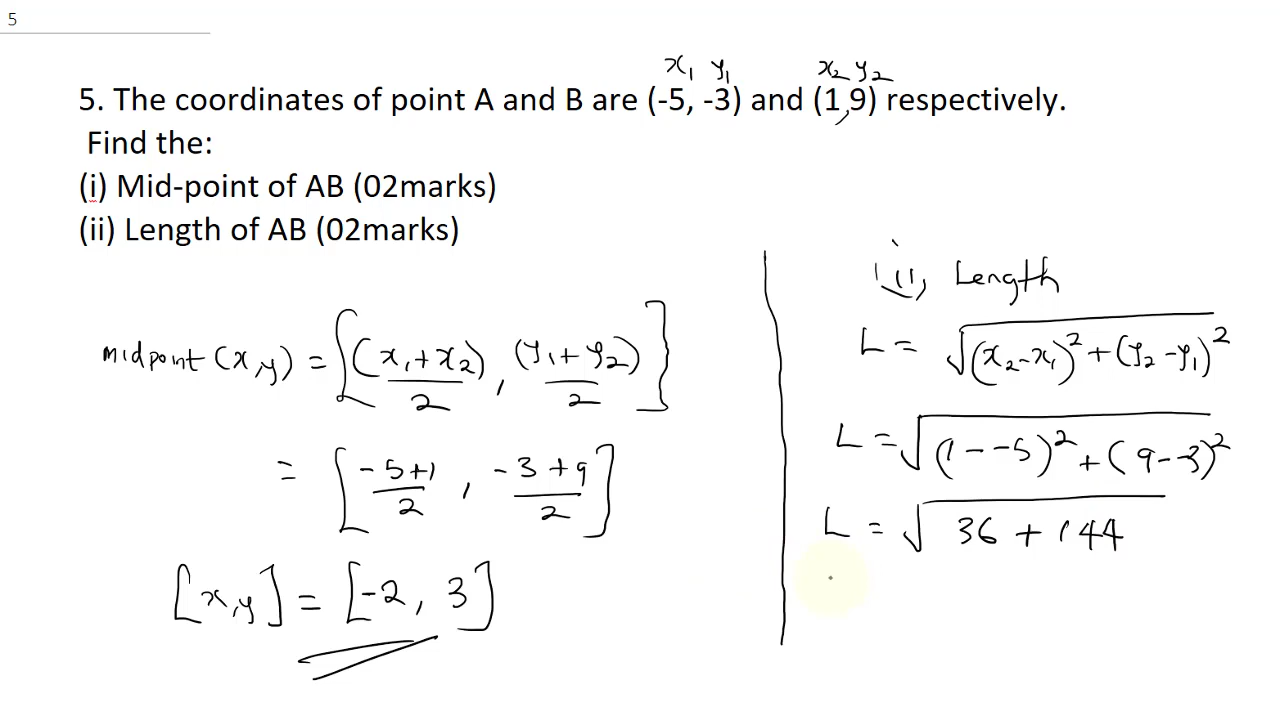 5
x₁ y₁ x₂ y₂
5. The coordinates of point A and B are (-5, -3) and (1,9) respectively.
Find the:
(i) Mid-point of AB (02marks)
(ii) Length of AB (02marks)
midpoint (x,y) = [(x₁+x₂)/2, (y₁+y₂)/2]
= [-5+1/2, -3+9/2]
[x,y] = [-2, 3]
(ii) Length
L = √(x₂-x₁)²+(y₂-y₁)²
L = √(1--5)²+(9--3)²
L = √36+144